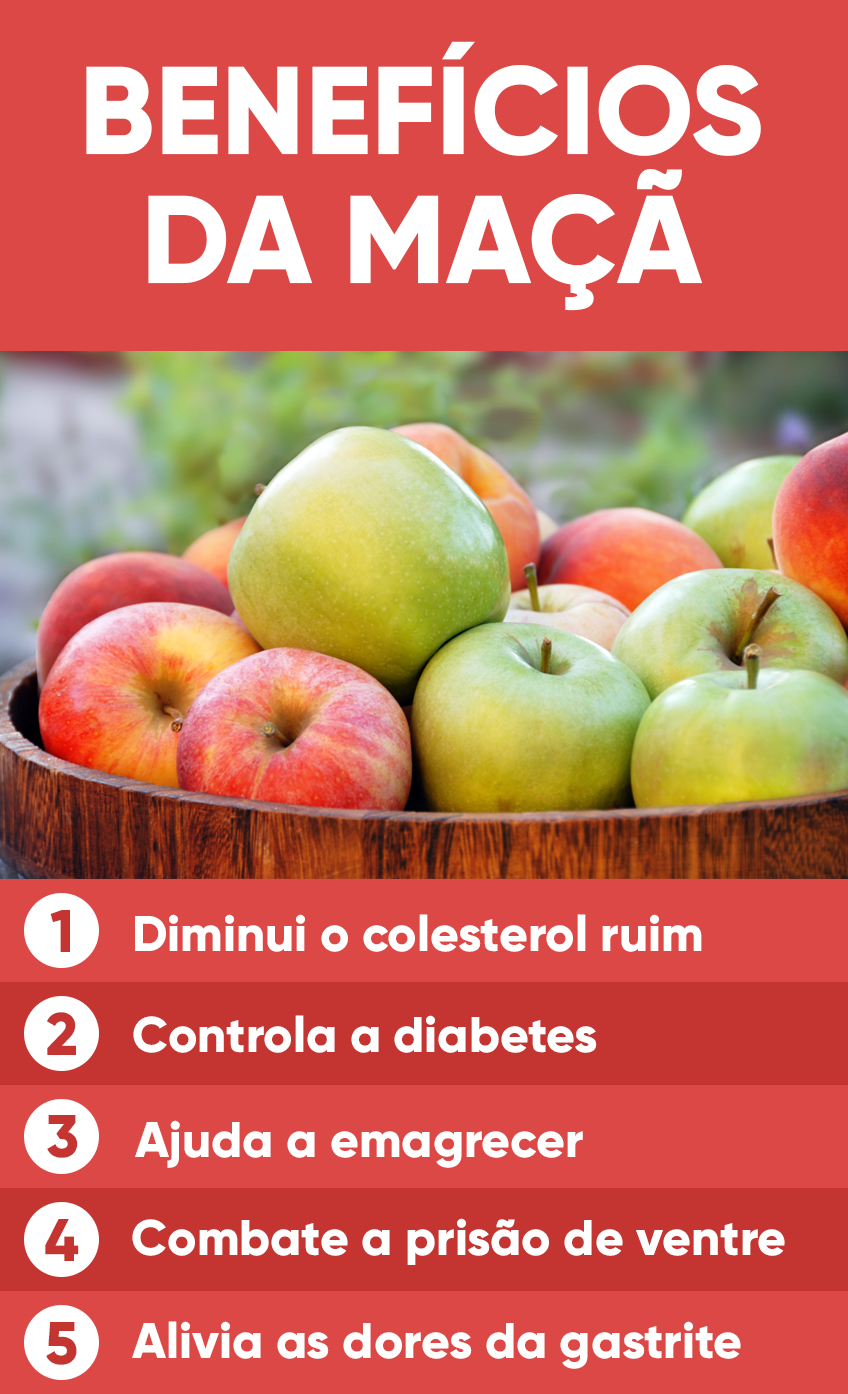 BENEFÍCIOS
DA MAÇÃ
1 Diminui o colesterol ruim
2 Controla a diabetes
3 Ajuda a emagrecer
4 Combate a prisão de ventre
5 Alivia as dores da gastrite